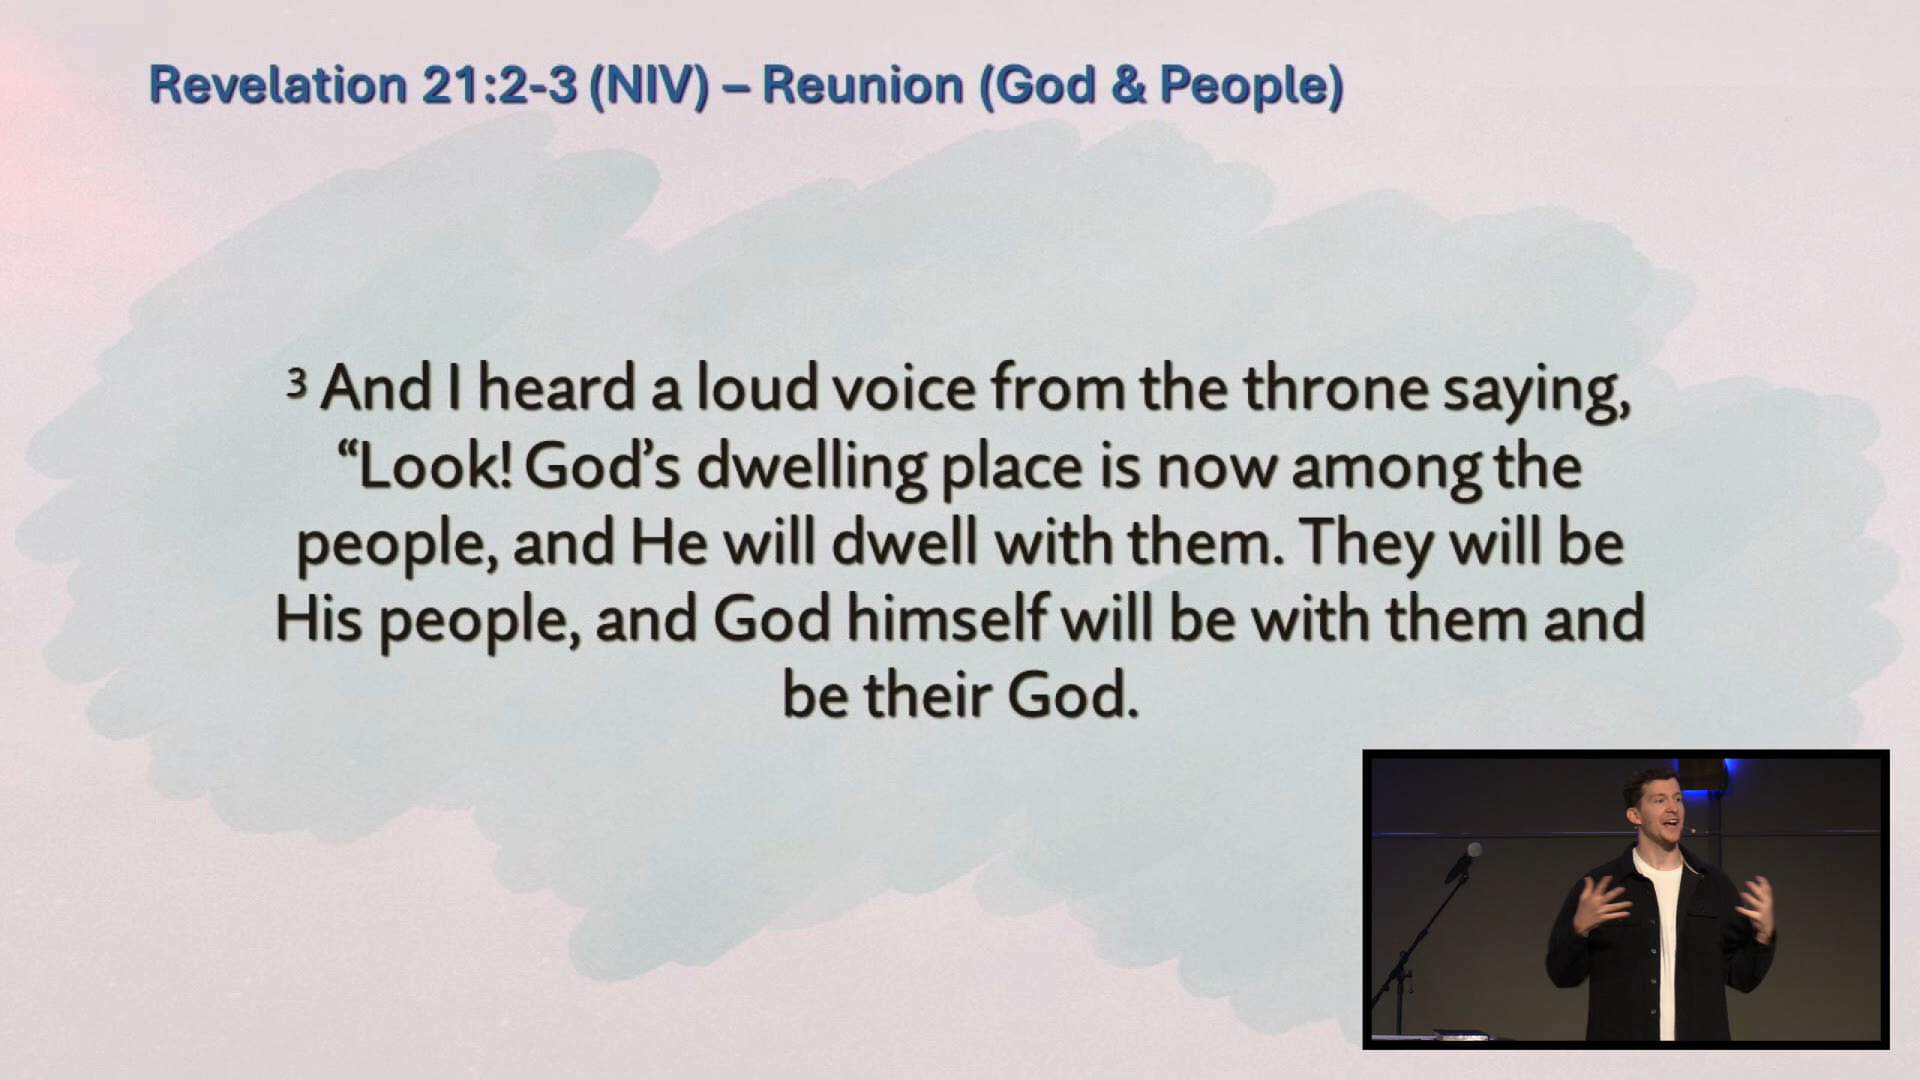 Revelation 21:2-3 (NIV) – Reunion (God & People)
3 And I heard a loud voice from the throne saying,
“Look! God’s dwelling place is now among the
people, and He will dwell with them. They will be
His people, and God himself will be with them and
be their God.